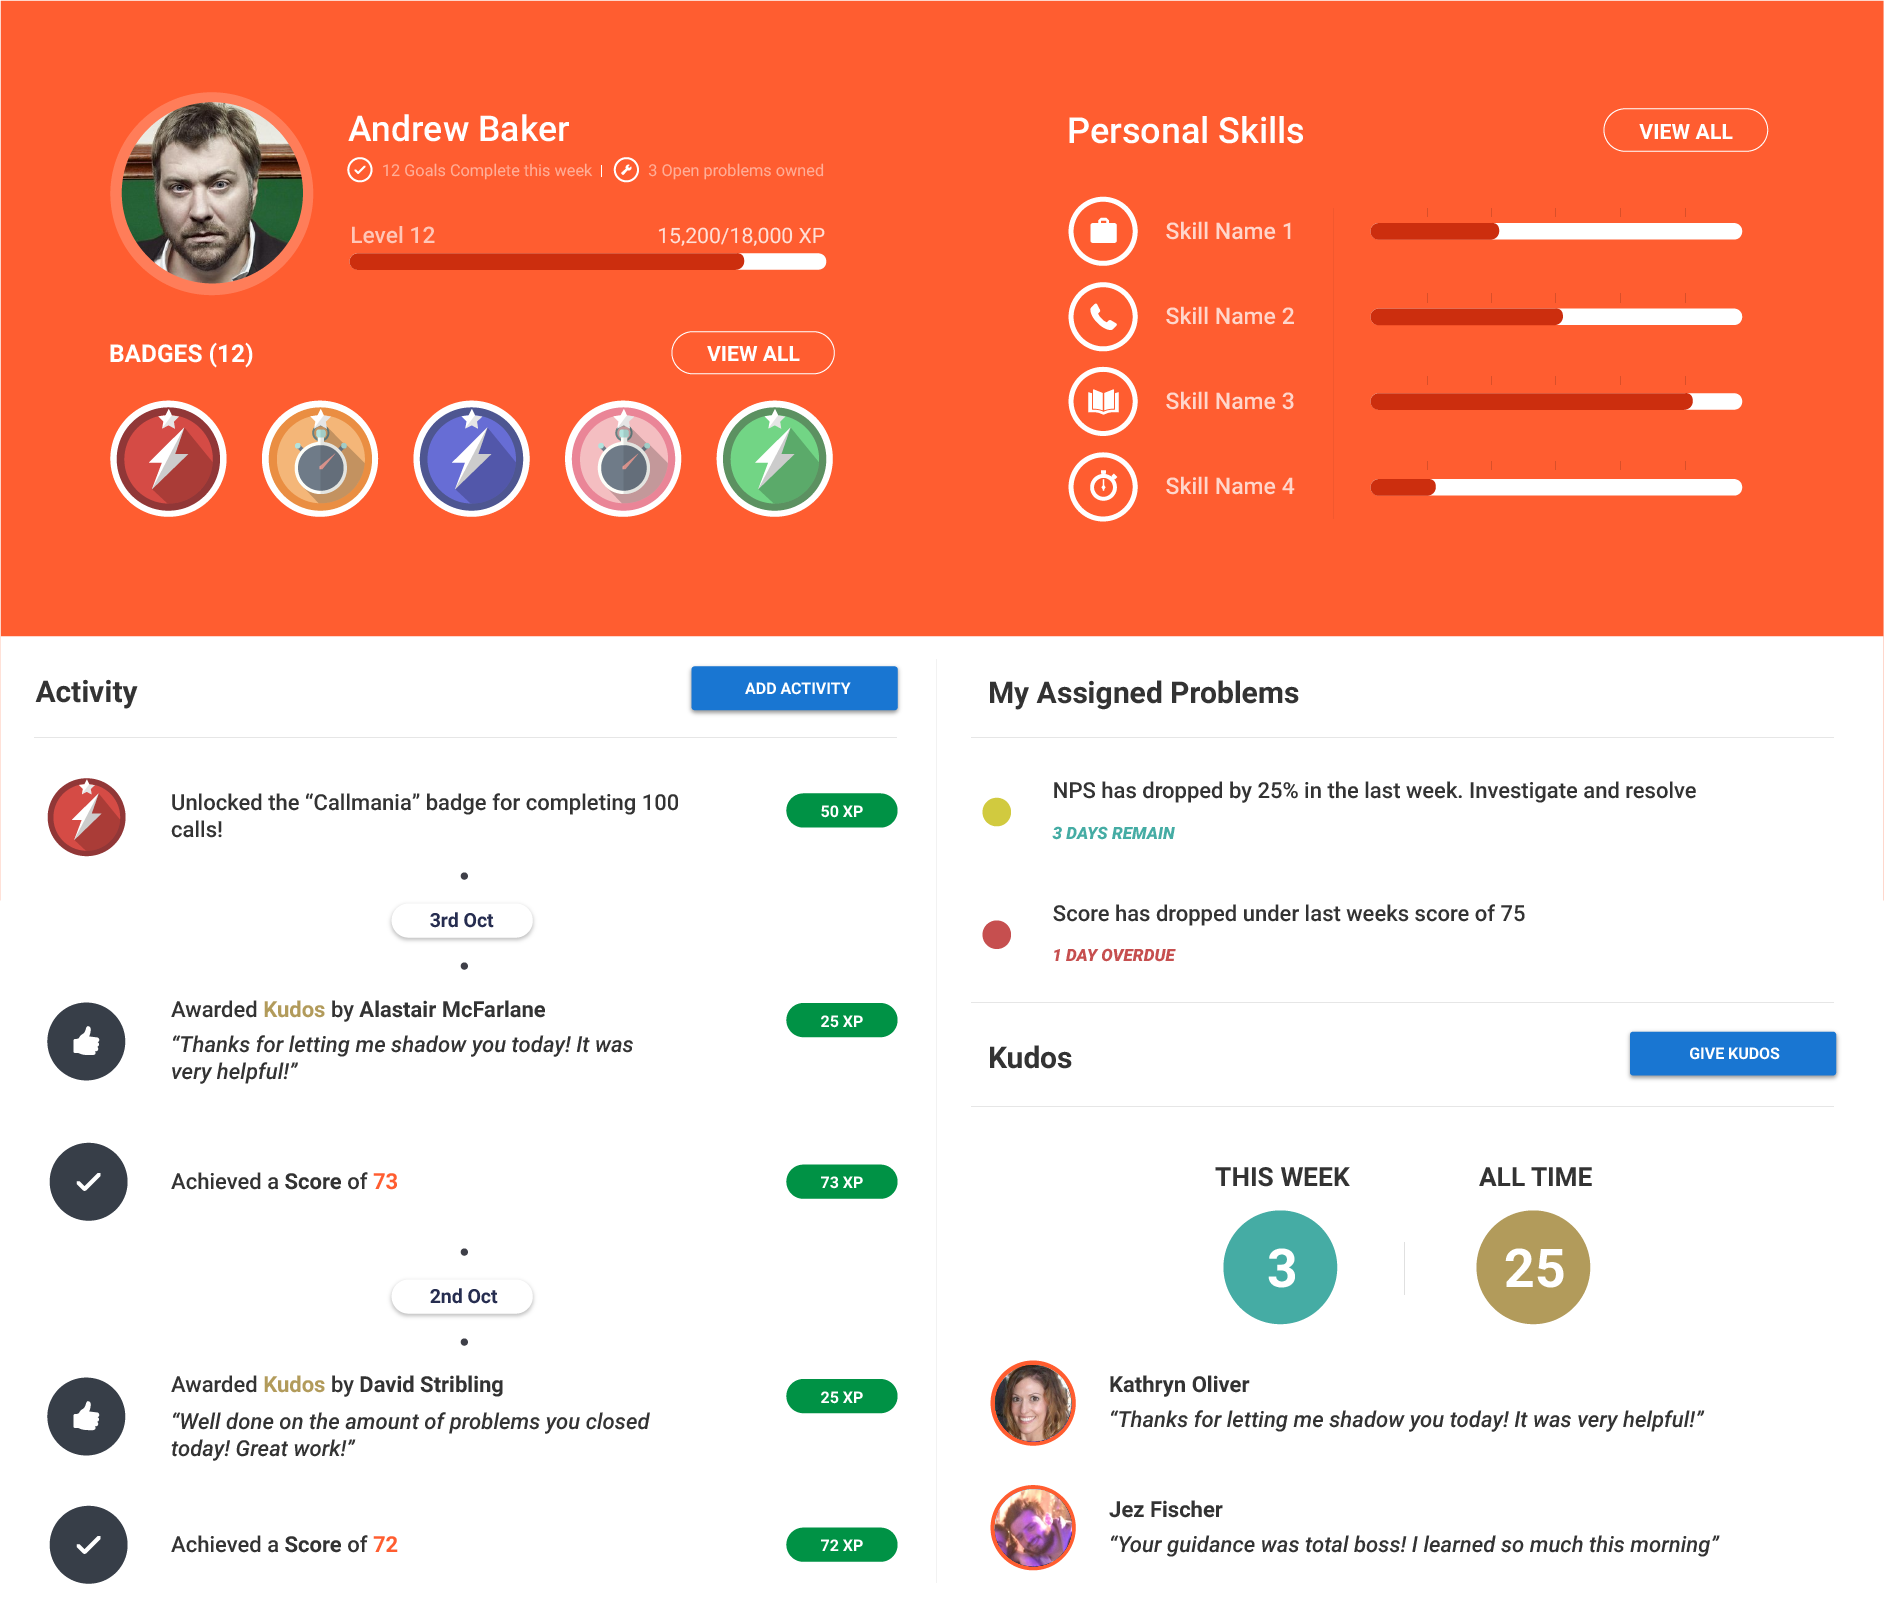 Andrew Baker
12 Goals Complete this week | 3 Open problems owned
Level 12 15,200/18,000 XP
BADGES (12) VIEW ALL
Personal Skills VIEW ALL
Skill Name 1
Skill Name 2
Skill Name 3
Skill Name 4
Activity ADD ACTIVITY
Unlocked the “Callmania” badge for completing 100
calls!
50 XP
3rd Oct
Awarded Kudos by Alastair McFarlane
“Thanks for letting me shadow you today! It was
very helpful!”
25 XP
Achieved a Score of 73
73 XP
2nd Oct
Awarded Kudos by David Stribling
“Well done on the amount of problems you closed
today! Great work!”
25 XP
Achieved a Score of 72
72 XP
My Assigned Problems
NPS has dropped by 25% in the last week. Investigate and resolve
3 DAYS REMAIN
Score has dropped under last weeks score of 75
1 DAY OVERDUE
Kudos GIVE KUDOS
THIS WEEK ALL TIME
3 25
Kathryn Oliver
“Thanks for letting me shadow you today! It was very helpful!”
Jez Fischer
“Your guidance was total boss! I learned so much this morning”